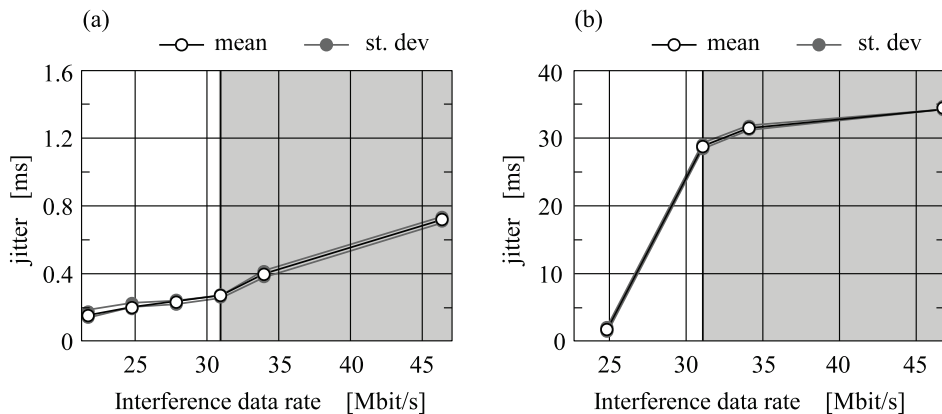 (a)
mean st. dev
1.6
1.2
0.8
0.4
0
jitter [ms]
25 30 35 40 45
Interference data rate [Mbit/s]
(b)
mean st. dev
40
30
20
10
0
jitter [ms]
25 30 35 40 45
Interference data rate [Mbit/s]